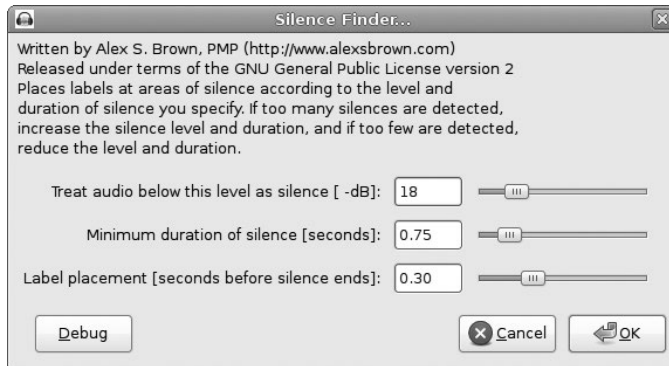 Silence Finder...
Written by Alex S. Brown, PMP (http://www.alexsbrown.com)
Released under terms of the GNU General Public License version 2
Places labels at areas of silence according to the level and
duration of silence you specify. If too many silences are detected,
increase the silence level and duration, and if too few are detected,
reduce the level and duration.
Treat audio below this level as silence [ -dB]: 18
Minimum duration of silence [seconds]: 0.75
Label placement [seconds before silence ends]: 0.30
Debug Cancel OK